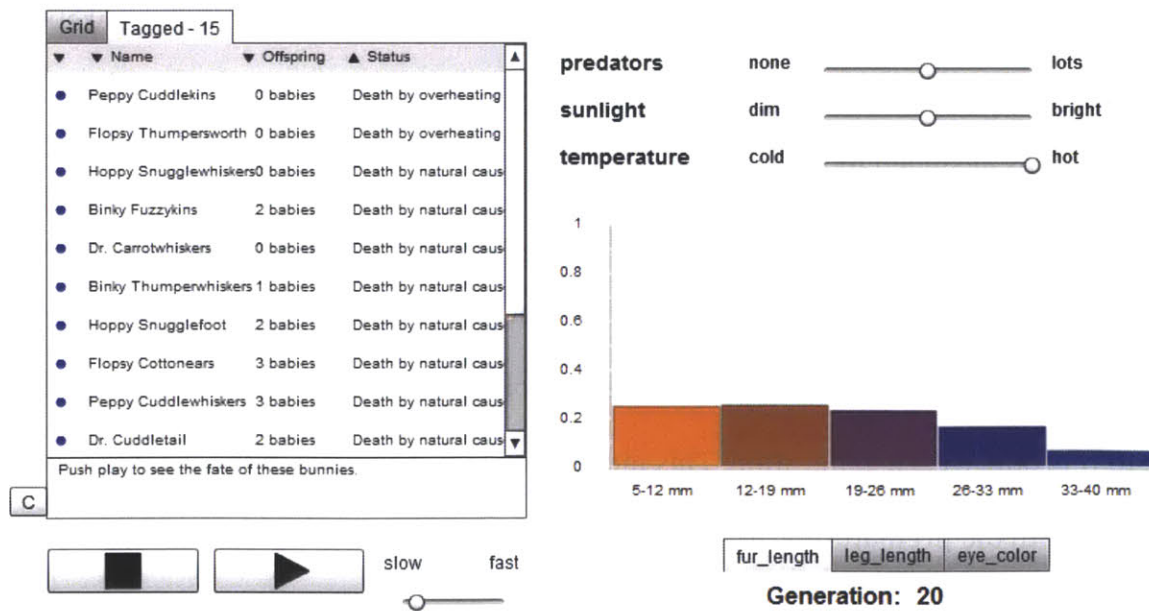 Grid Tagged - 15
Name Offspring Status
Peppy Cuddlekins 0 babies Death by overheating
Flopsy Thumpersworth 0 babies Death by overheating
Hoppy Snugglewhiskers 0 babies Death by natural caus
Binky Fuzzykins 2 babies Death by natural caus
Dr. Carrotwhiskers 0 babies Death by natural caus
Binky Thumperwhiskers 1 babies Death by natural caus
Hoppy Snugglefoot 2 babies Death by natural caus
Flopsy Cottonears 3 babies Death by natural caus
Peppy Cuddlewhiskers 3 babies Death by natural caus
Dr. Cuddletail 2 babies Death by natural caus
Push play to see the fate of these bunnies.
C
slow fast
predators none lots
sunlight dim bright
temperature cold hot
1
0.8
0.6
0.4
0.2
0
5-12 mm 12-19 mm 19-26 mm 26-33 mm 33-40 mm
fur_length leg_length eye_color
Generation: 20